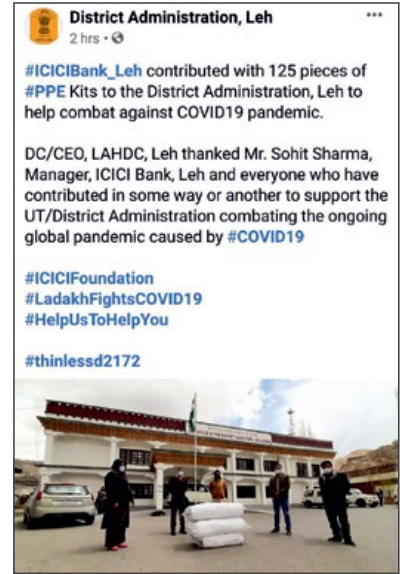 District Administration, Leh
2 hrs •
#ICICIBank_Leh contributed with 125 pieces of
#PPE Kits to the District Administration, Leh to
help combat against COVID19 pandemic.
DC/CEO, LAHDC, Leh thanked Mr. Sohit Sharma,
Manager, ICICI Bank, Leh and everyone who have
contributed in some way or another to support the
UT/District Administration combating the ongoing
global pandemic caused by #COVID19
#ICICIFoundation
#LadakhFightsCOVID19
#HelpUsToHelpYou
#thinlessd2172